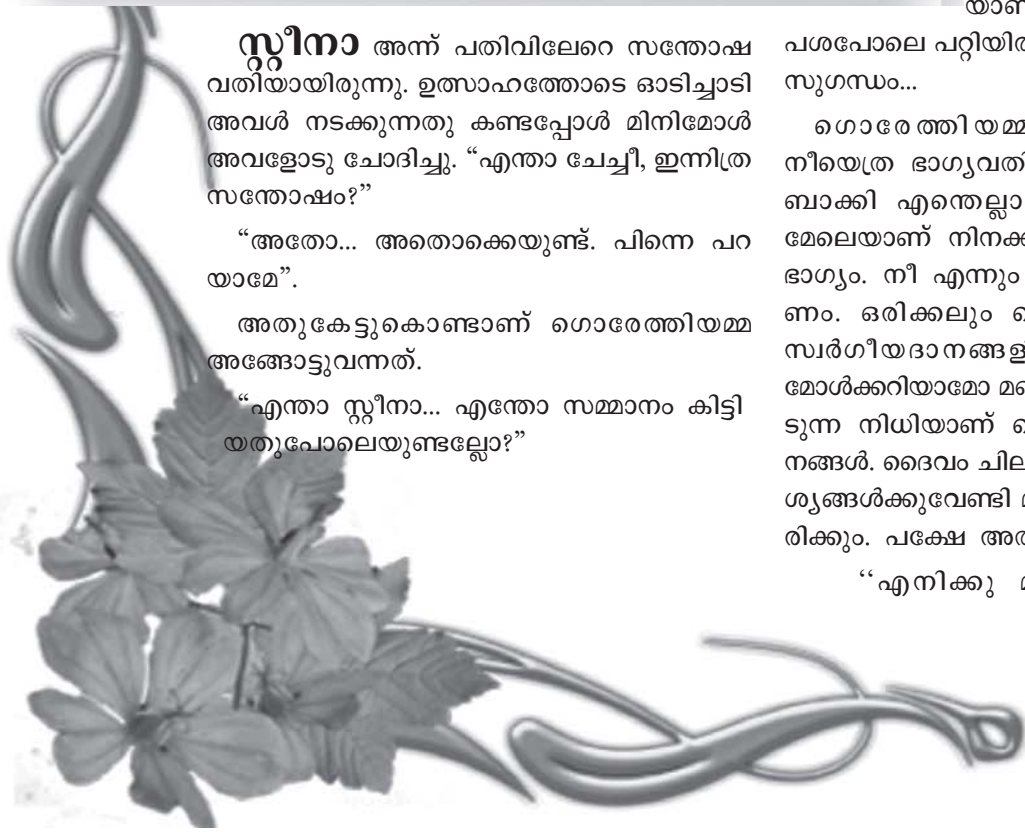 സ്റ്റീനാ അന്ന് പതിവിലേറെ സന്തോഷ
വതിയായിരുന്നു. ഉത്സാഹത്തോടെ ഓടിച്ചാടി
അവൾ നടക്കുന്നതു കണ്ടപ്പോൾ മിനിമോൾ
അവളോടു ചോദിച്ചു. “എന്താ ചേച്ചീ, ഇന്നിത്ര
സന്തോഷം?”
“അതോ... അതൊക്കെയുണ്ട്. പിന്നെ പറ
യാമേ”.
അതുകേട്ടുകൊണ്ടാണ് ഗൊരേത്തിയമ്മ
അങ്ങോട്ടുവന്നത്.
“എന്താ സ്റ്റീനാ... എന്തോ സമ്മാനം കിട്ടി
യതുപോലെയുണ്ടല്ലോ?”
പശപോലെ
സുഗന്ധം...
ഗൊരേത്തിയമ്മ
നീയെത്ര ഭാഗ്യവതി
ബാക്കി എന്തെല്ലാ
മേലെയാണ് നിനക്ക
ഭാഗ്യം. നീ എന്നും
ണം. ഒരിക്കലും
സ്വർഗീയദാനങ്ങള
മോൾക്കറിയാമോ
ടുന്ന നിധിയാണ്
നങ്ങൾ. ദൈവം ചില
ശ്യങ്ങൾക്കുവേണ്ടി
രിക്കും. പക്ഷേ
‘‘എനിക്കു